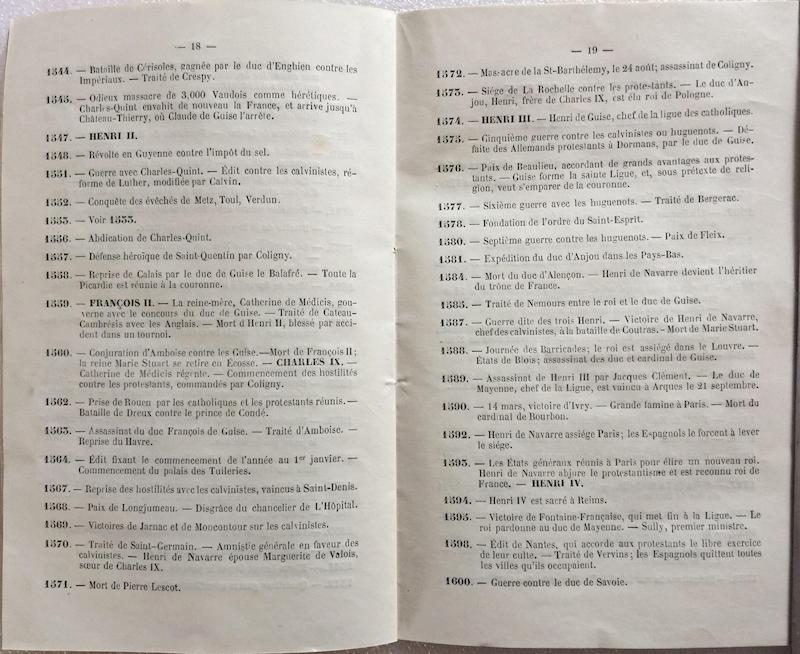 — 18 —
1544. — Bataille de Cérisoles, gagnée par le duc d'Enghien contre les
Impériaux. — Traité de Crespy.
1545. — Odieux massacre de 3,000 Vaudois comme hérétiques. —
Charles-Quint envahit de nouveau la France, et arrive jusqu'à
Château-Thierry, où Claude de Guise l'arrête.
1547. — HENRI II.
1548. — Révolte en Guyenne contre l'impôt du sel.
1551. — Guerre avec Charles-Quint. — Édit contre les calvinistes, ré-
forme de Luther, modifiée par Calvin.
1552. — Conquête des évêchés de Metz, Toul, Verdun.
1553. — Voir 1553.
1556. — Abdication de Charles-Quint.
1557. — Défense héroïque de Saint-Quentin par Coligny.
1558. — Reprise de Calais par le duc de Guise le Balafré. — Toute la
Picardie est réunie à la couronne.
1559. — FRANÇOIS II. — La reine-mère, Catherine de Médicis, gou-
verne avec le concours du duc de Guise. — Traité de Cateau-
Cambrésis avec les Anglais. — Mort d'Henri II, blessé par acci-
dent dans un tournoi.
1560. — Conjuration d'Amboise contre les Guise. — Mort de François II;
la reine Marie Stuart se retire en Écosse. — CHARLES IX. —
Catherine de Médicis régente. — Commencement des hostilités
contre les protestants, commandés par Coligny.
1562. — Prise de Rouen par les catholiques et les protestants réunis. —
Bataille de Dreux contre le prince de Condé.
1563. — Assassinat du duc François de Guise. — Traité d'Amboise. —
Reprise du Havre.
1564. — Édit fixant le commencement de l'année au 1er janvier. —
Commencement du palais des Tuileries.
1567. — Reprise des hostilités avec les calvinistes, vaincus à Saint-Denis.
1568. — Paix de Longjumeau. — Disgrâce du chancelier de L'Hôpital.
1569. — Victoires de Jarnac et de Moncontour sur les calvinistes.
1570. — Traité de Saint-Germain. — Amnistie générale en faveur des
calvinistes. — Henri de Navarre épouse Marguerite de Valois,
sœur de Charles IX.
1571. — Mort de Pierre Lescot.
— 19 —
1572. — Massacre de la St-Barthélemy, le 24 août; assassinat de Coligny.
1573. — Siége de La Rochelle contre les protestants. — Le duc d'An-
jou, Henri, frère de Charles IX, est élu roi de Pologne.
1574. — HENRI III. — Henri de Guise, chef de la ligue des catholiques.
1575. — Cinquième guerre contre les calvinistes ou huguenots. — Dé-
faite des Allemands protestants à Dormans, par le duc de Guise.
1576. — Paix de Beaulieu, accordant de grands avantages aux protes-
tants. — Guise forme la sainte Ligue, et, sous prétexte de reli-
gion, veut s'emparer de la couronne.
1577. — Sixième guerre avec les huguenots. — Traité de Bergerac.
1578. — Fondation de l'ordre du Saint-Esprit.
1580. — Septième guerre contre les huguenots. — Paix de Fleix.
1581. — Expédition du duc d'Anjou dans les Pays-Bas.
1584. — Mort du duc d'Alençon. — Henri de Navarre devient l'héritier
du trône de France.
1585. — Traité de Nemours entre le roi et le duc de Guise.
1587. — Guerre dite des trois Henri. — Victoire de Henri de Navarre,
chef des calvinistes, à la bataille de Coutras. - Mort de Marie Stuart.
1588. — Journée des Barricades; le roi est assiégé dans le Louvre. —
États de Blois; assassinat des duc et cardinal de Guise.
1589. — Assassinat de Henri III par Jacques Clément. — Le duc de
Mayenne, chef de la Ligue, est vaincu à Arques le 21 septembre.
1590. — 14 mars, victoire d'Ivry. — Grande famine à Paris. — Mort du
cardinal de Bourbon.
1592. — Henri de Navarre assiége Paris; les Espagnols le forcent à lever
le siége.
1593. — Les États généraux réunis à Paris pour élire un nouveau roi.
Henri de Navarre abjure le protestantisme et est reconnu roi de
France. — HENRI IV.
1594. — Henri IV est sacré à Reims.
1595. — Victoire de Fontaine-Française, qui met fin à la Ligue. — Le
roi pardonne au duc de Mayenne. — Sully, premier ministre.
1598. — Édit de Nantes, qui accorde aux protestants le libre exercice
de leur culte. — Traité de Vervins; les Espagnols quittent toutes
les villes qu'ils occupaient.
1600. — Guerre contre le duc de Savoie.